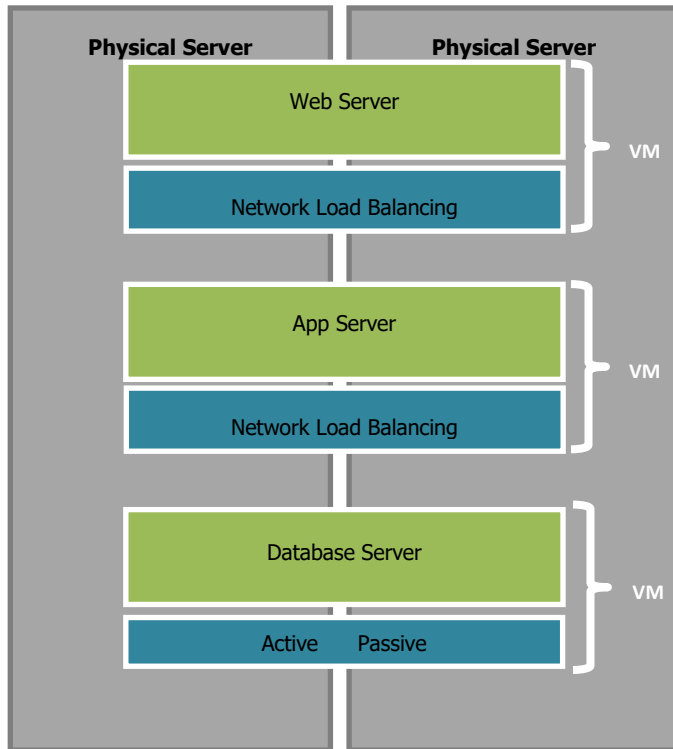 Physical Server
Physical Server
Web Server
VM
Network Load Balancing
App Server
VM
Network Load Balancing
Database Server
VM
Active Passive